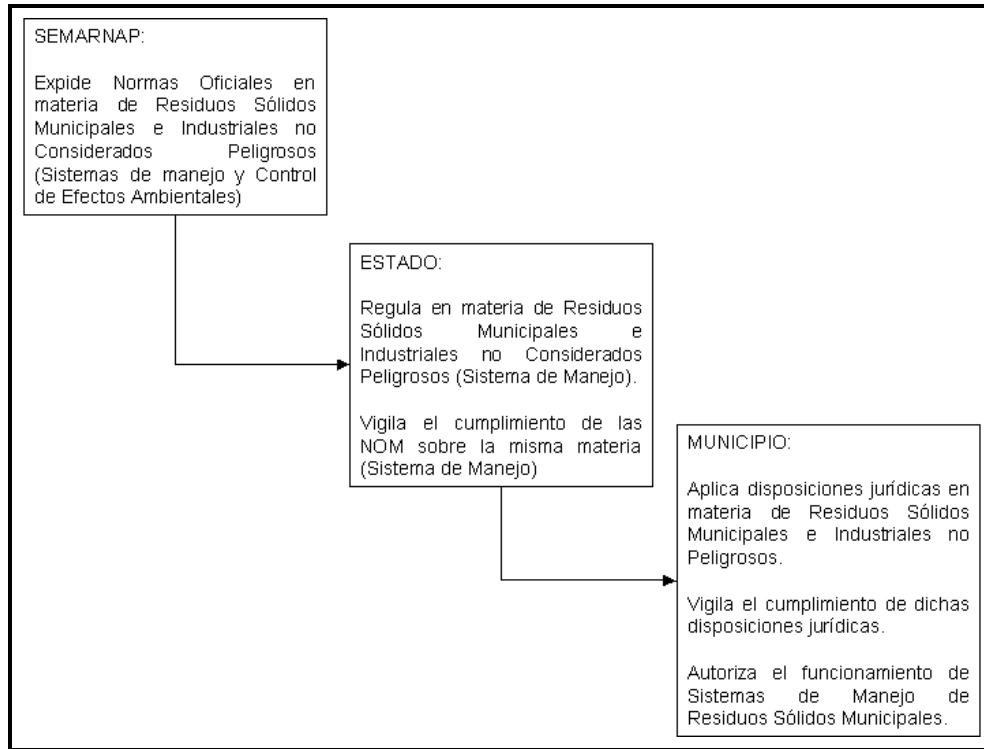 SEMARNAP:
Expide Normas Oficiales en
materia de Residuos Sólidos
Municipales e Industriales no
Considerados Peligrosos
(Sistemas de manejo y Control
de Efectos Ambientales)
ESTADO:
Regula en materia de Residuos
Sólidos Municipales e
Industriales no Considerados
Peligrosos (Sistema de Manejo).
Vigila el cumplimiento de las
NOM sobre la misma materia
(Sistema de Manejo)
MUNICIPIO:
Aplica disposiciones jurídicas en
materia de Residuos Sólidos
Municipales e Industriales no
Peligrosos.
Vigila el cumplimiento de dichas
disposiciones jurídicas.
Autoriza el funcionamiento de
Sistemas de Manejo de
Residuos Sólidos Municipales.